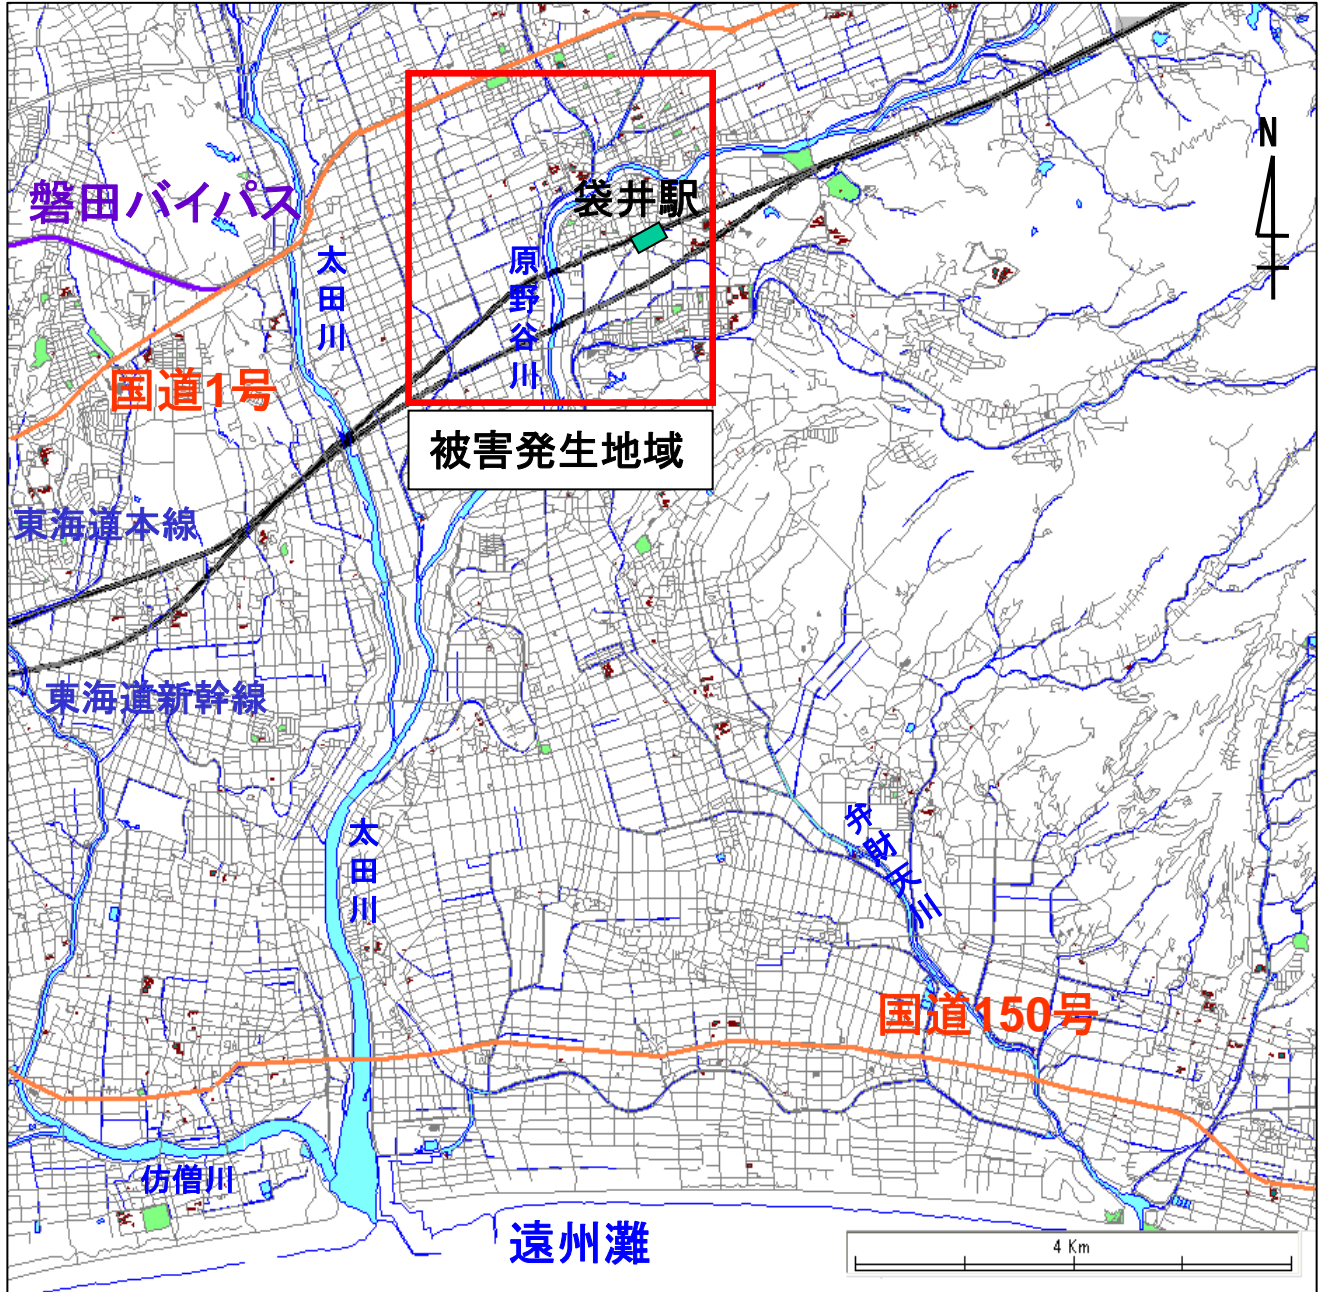 N
袋井駅
磐田バイパス
太田川
原野谷川
国道1号
被害発生地域
東海道本線
東海道新幹線
太田川
弁財天川
国道150号
仿僧川
遠州灘
4 Km